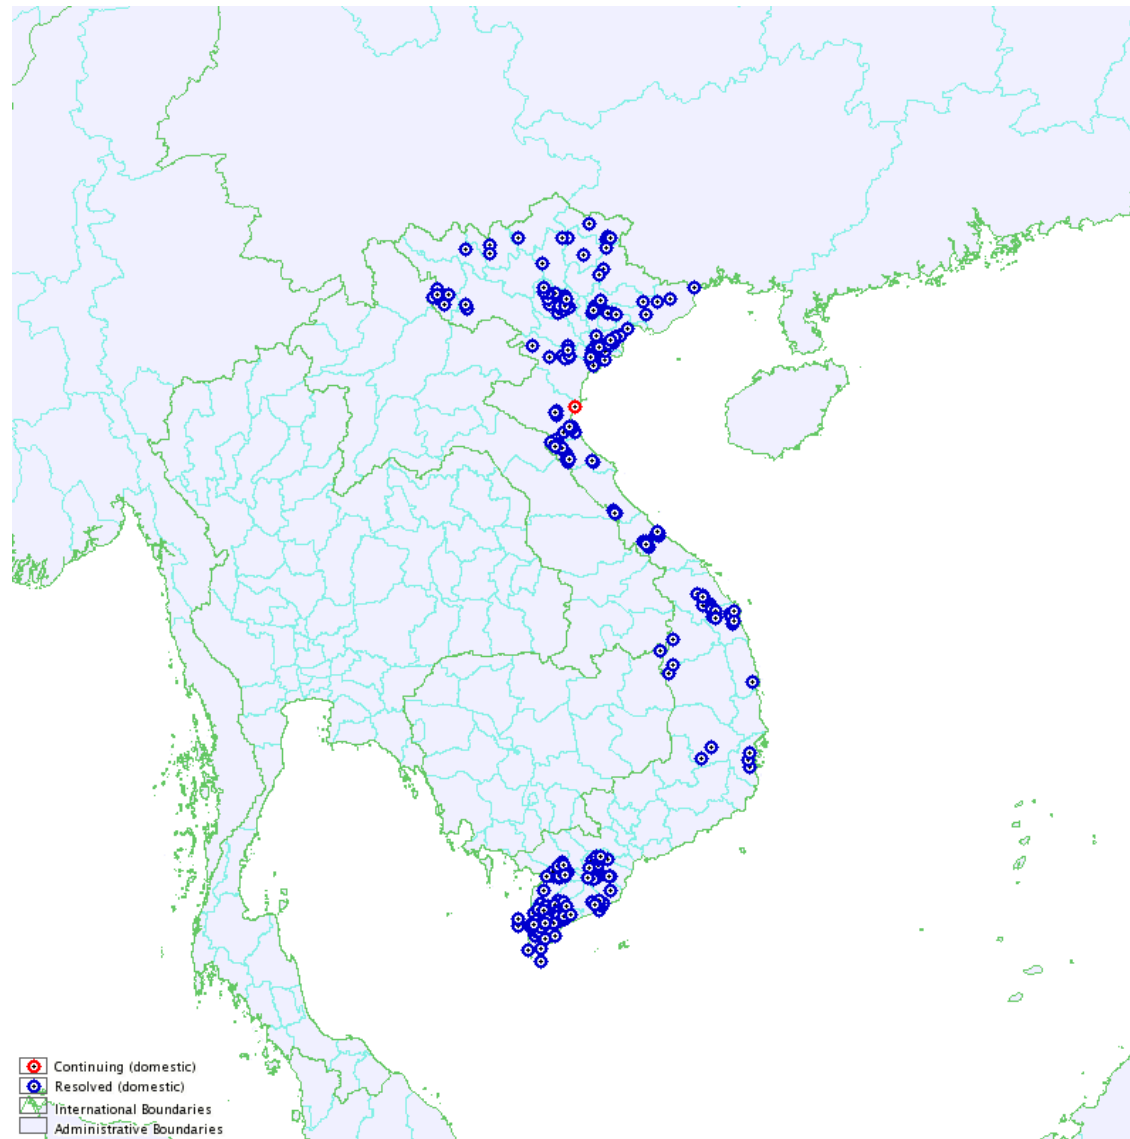 Continuing (domestic)
Resolved (domestic)
International Boundaries
Administrative Boundaries